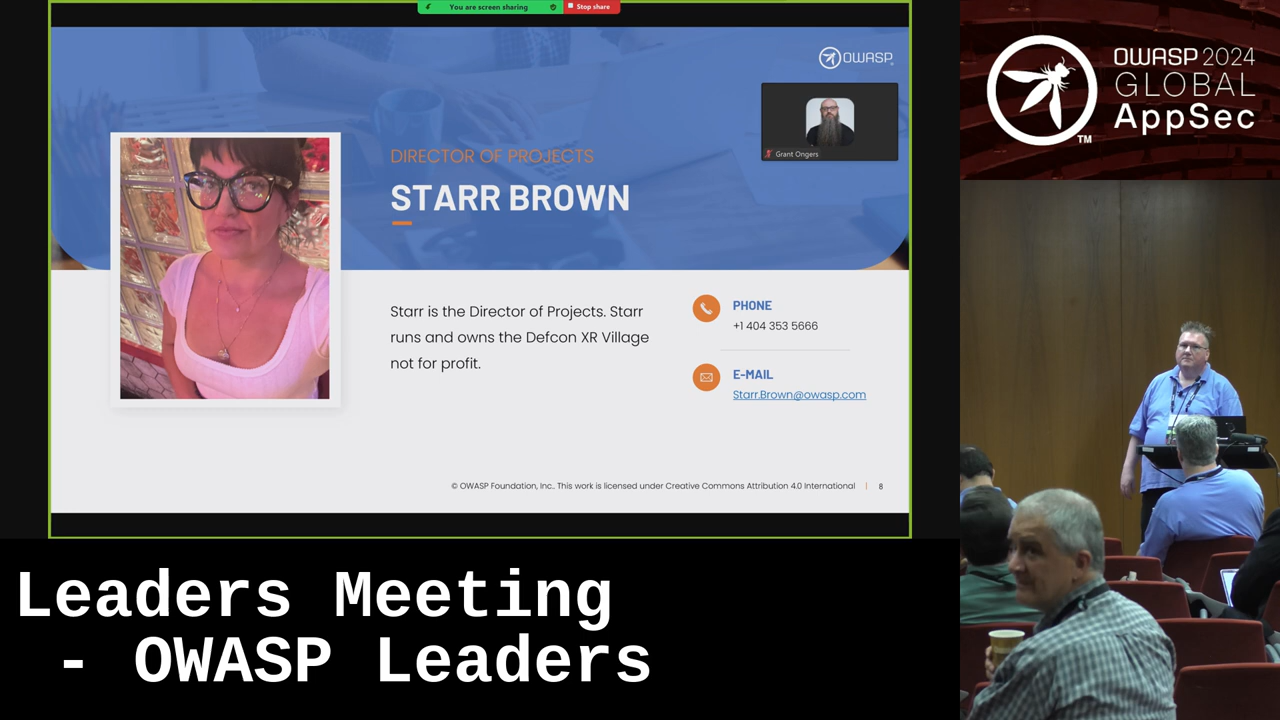 You are screen sharing
Stop share
OWASP
Grant Ongers
DIRECTOR OF PROJECTS
STARR BROWN
Starr is the Director of Projects. Starr
runs and owns the Defcon XR Village
not for profit.
PHONE
+1 404 353 5666
E-MAIL
Starr.Brown@owasp.com
© OWASP Foundation, Inc.. This work is licensed under Creative Commons Attribution 4.0 International | 8
OWASP 2024
GLOBAL
AppSec
TM
Leaders Meeting
- OWASP Leaders